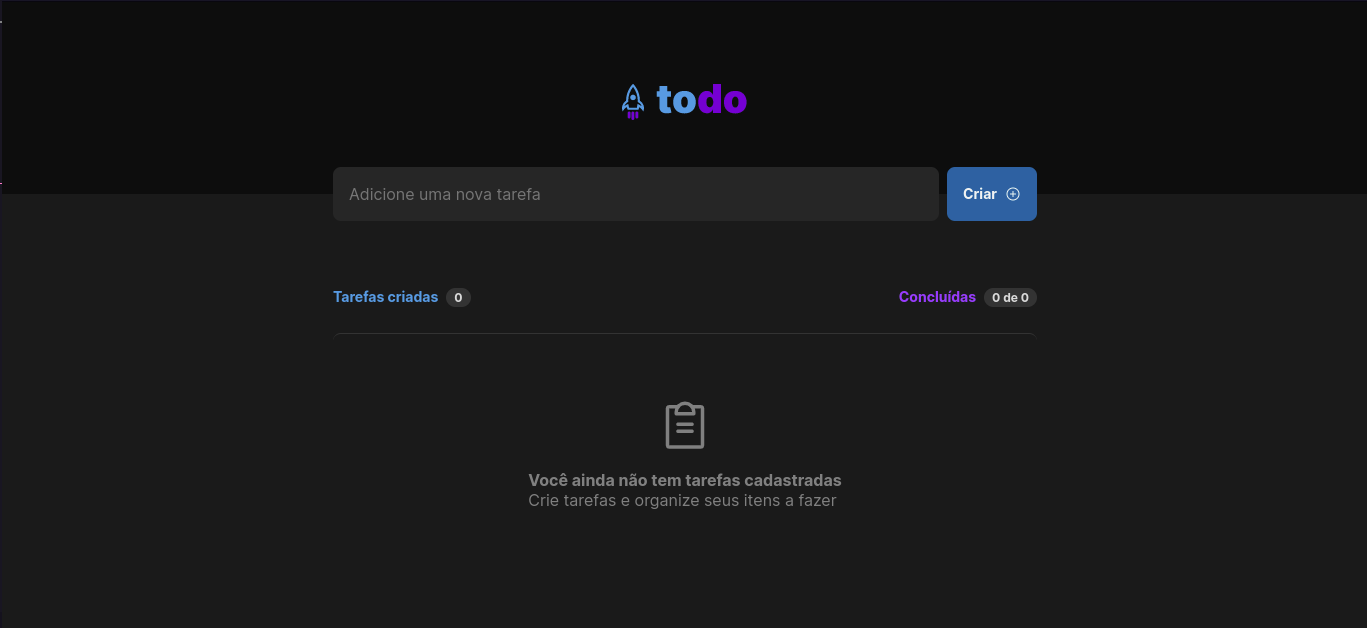 todo
Adicione uma nova tarefa
Criar
Tarefas criadas 0
Concluídas 0 de 0
Você ainda não tem tarefas cadastradas
Crie tarefas e organize seus itens a fazer